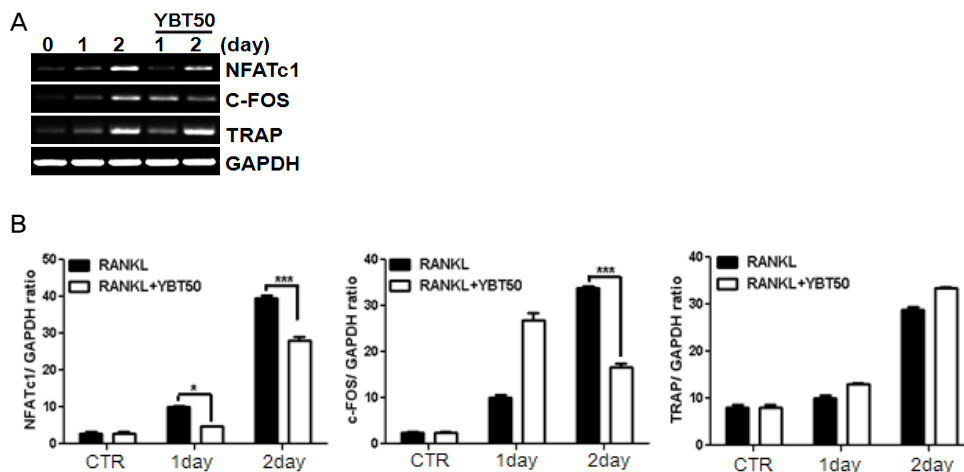 A
YBT50
0 1 2 1 2 (day)
NFATc1
C-FOS
TRAP
GAPDH
B
NFATc1/ GAPDH ratio
50
40
30
20
10
0
RANKL
RANKL+YBT50
*
***
CTR 1day 2day
c-FOS/ GAPDH ratio
40
30
20
10
0
RANKL
RANKL+YBT50
***
CTR 1day 2day
TRAP/ GAPDH ratio
40
30
20
10
0
RANKL
RANKL+YBT50
CTR 1day 2day